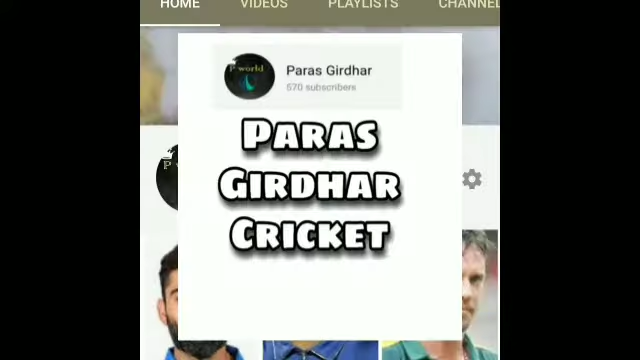 HOME VIDEOS PLAYLISTS CHANNEL
P world
Paras Girdhar
570 subscribers
PARAS
GIRDHAR
CRICKET
P